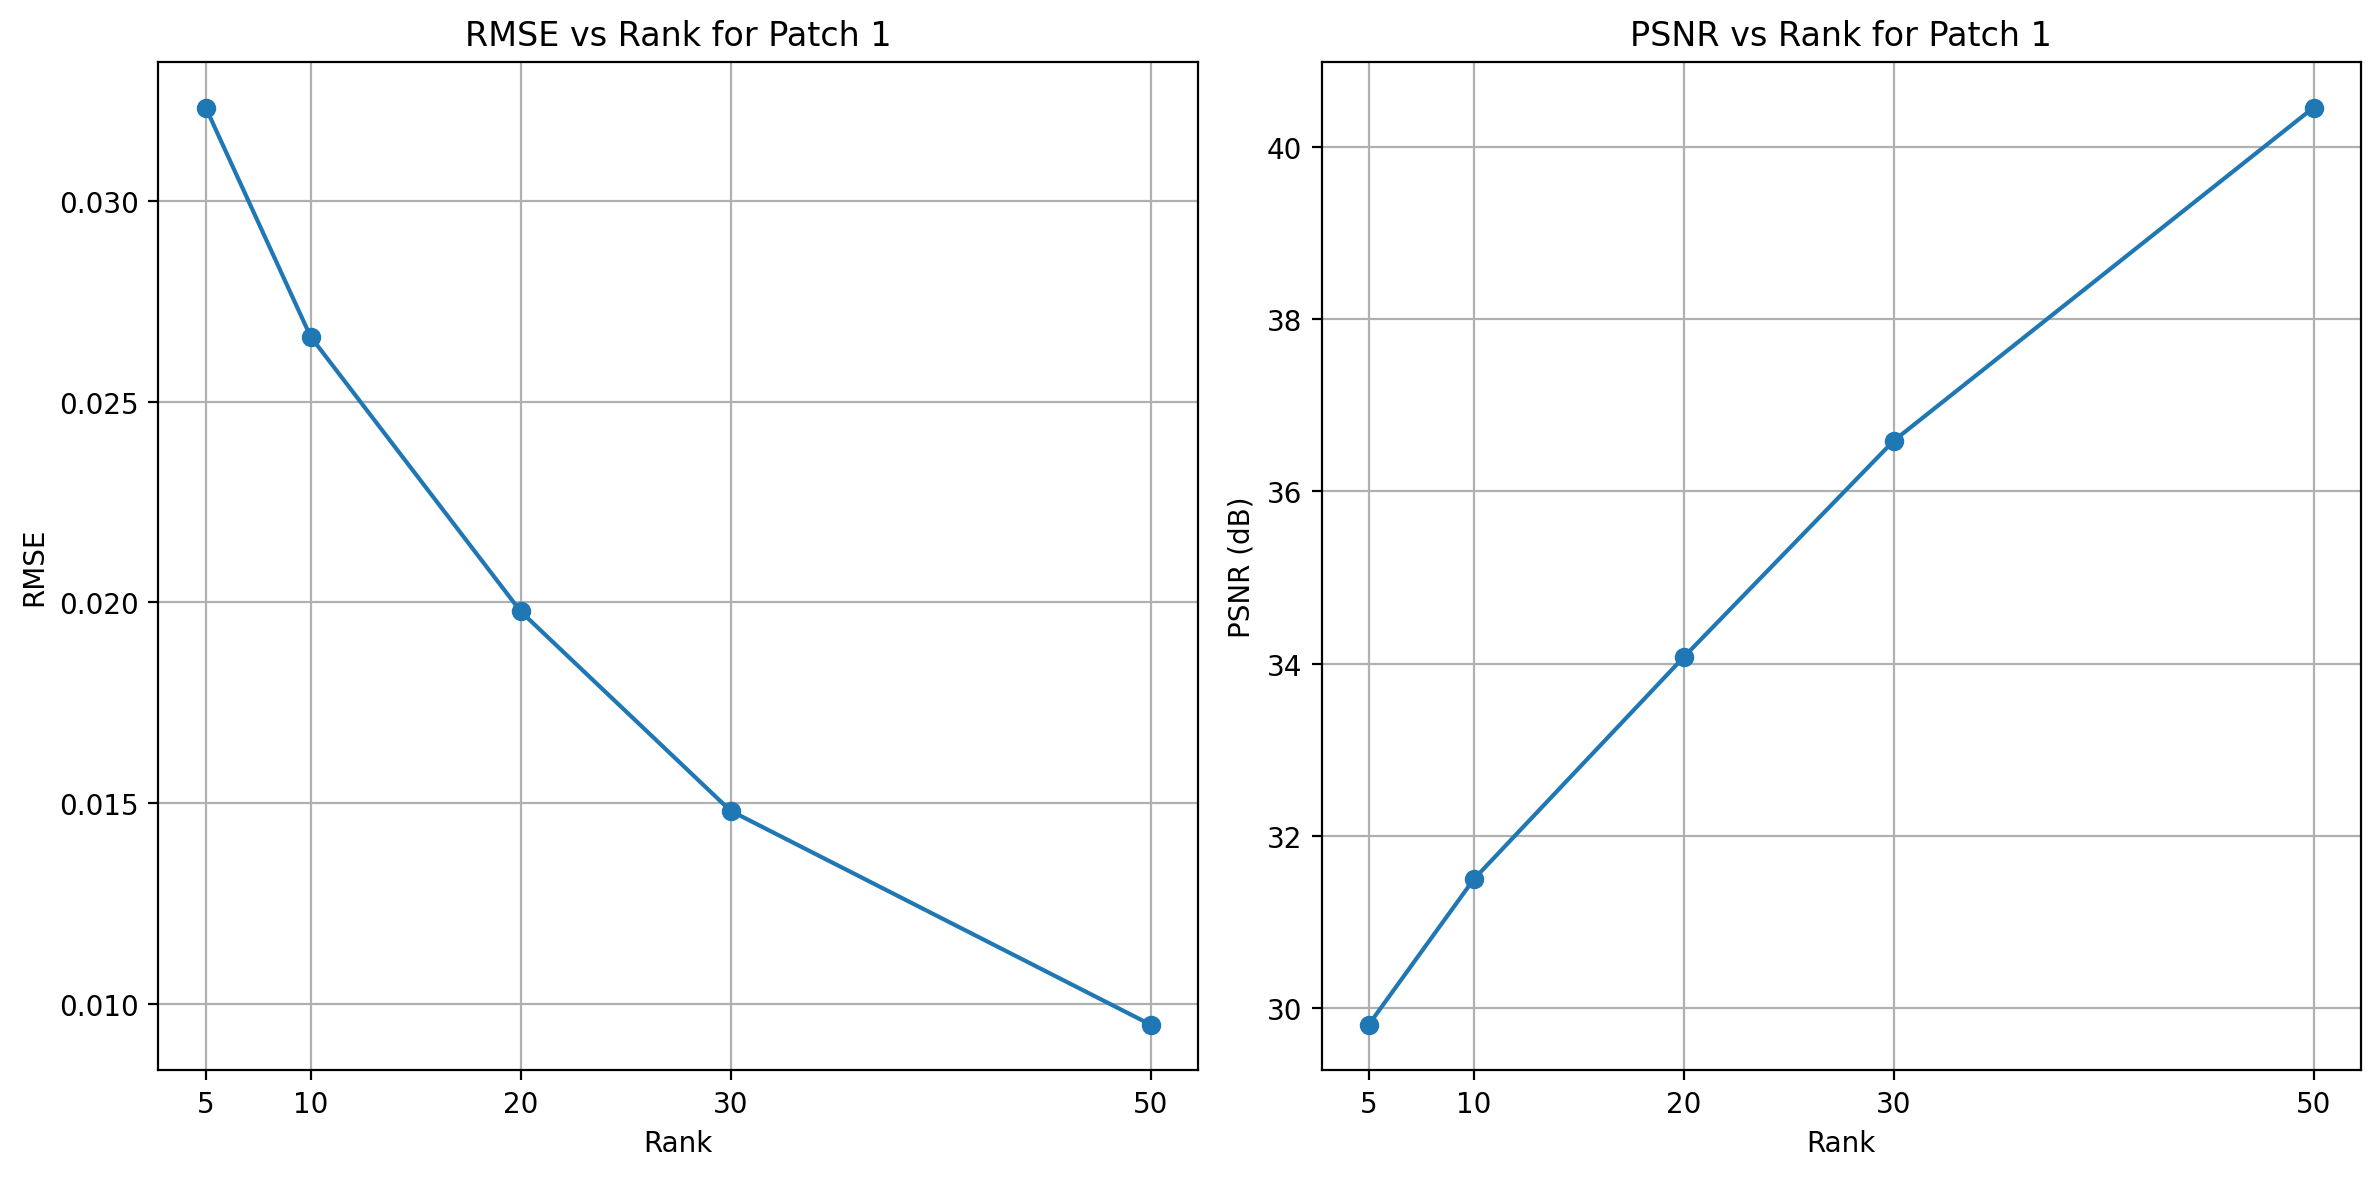 RMSE vs Rank for Patch 1
RMSE
0.030
0.025
0.020
0.015
0.010
5 10 20 30 50
Rank
PSNR vs Rank for Patch 1
PSNR (dB)
40
38
36
34
32
30
5 10 20 30 50
Rank